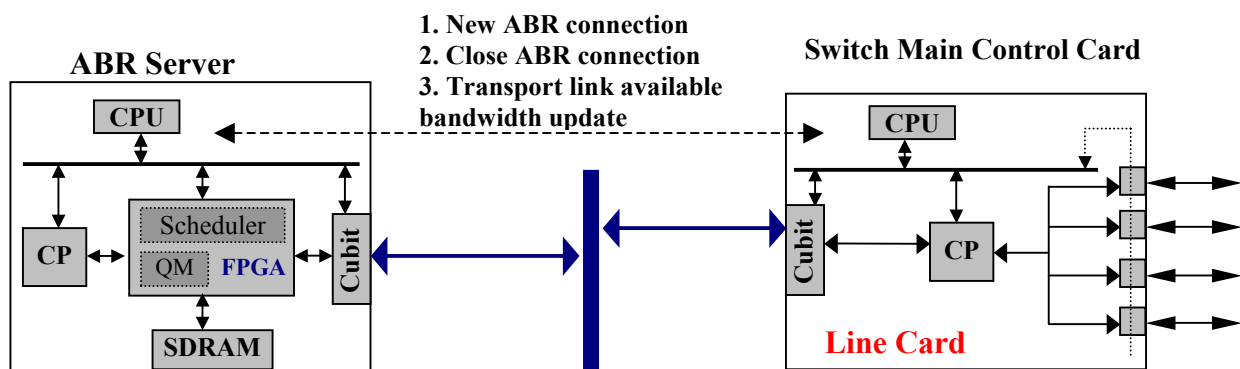 1. New ABR connection
2. Close ABR connection
3. Transport link available
bandwidth update
ABR Server
CPU
CP
Scheduler
QM
FPGA
Cubit
SDRAM
Switch Main Control Card
CPU
Cubit
CP
Line Card